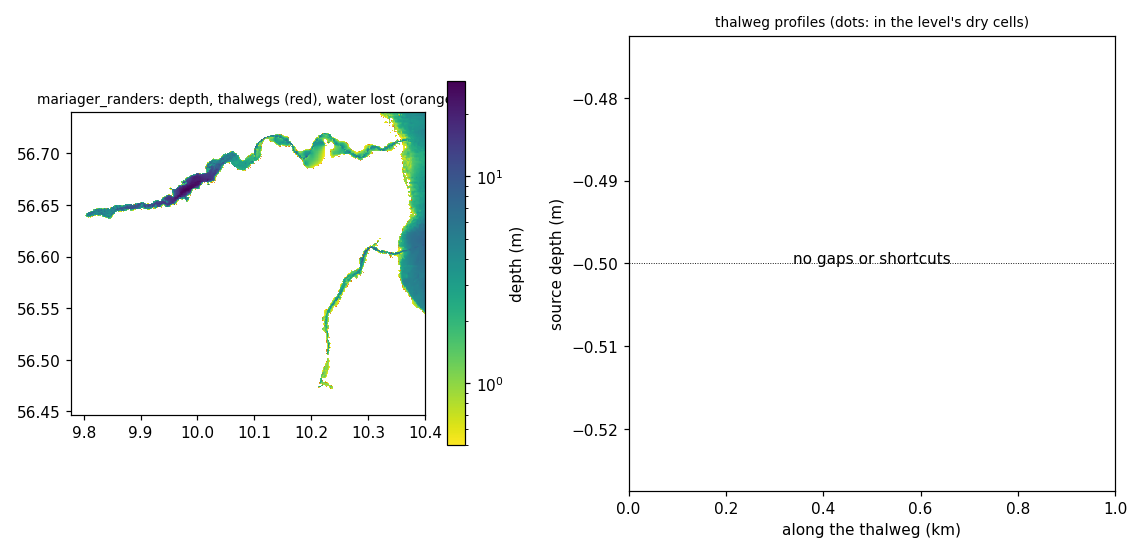 mariager_randers: depth, thalwegs (red), water lost (orange
56.70
56.65
56.60
56.55
56.50
56.45
9.8 9.9 10.0 10.1 10.2 10.3 10.4
10¹
10⁰
depth (m)
thalweg profiles (dots: in the level's dry cells)
−0.48
−0.49
−0.50
−0.51
−0.52
source depth (m)
no gaps or shortcuts
0.0 0.2 0.4 0.6 0.8 1.0
along the thalweg (km)